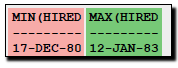 MIN(HIRED MAX(HIRED
--------- ---------
17-DEC-80 12-JAN-83